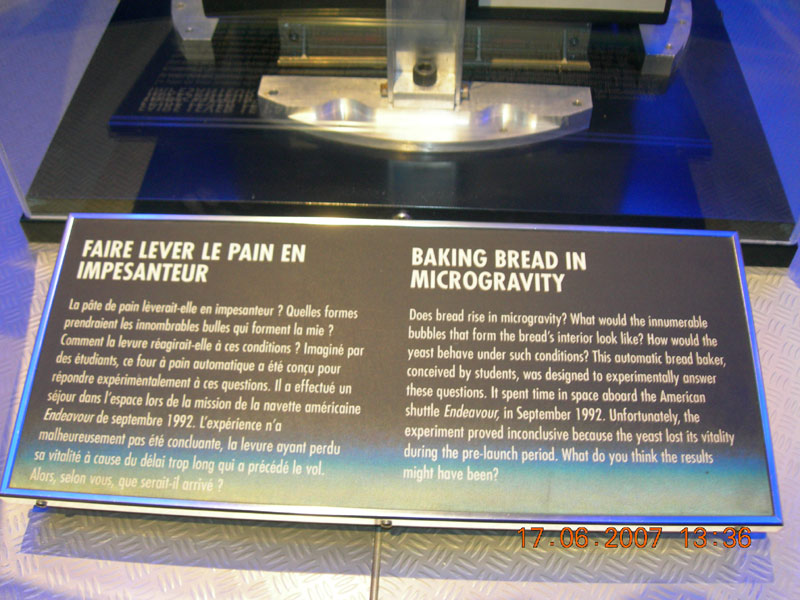 FAIRE LEVER LE PAIN EN
IMPESANTEUR
La pâte de pain lèverait-elle en impesanteur ? Quelles formes
prendraient les innombrables bulles qui forment la mie ?
Comment la levure réagirait-elle à ces conditions ? Imaginé par
des étudiants, ce four à pain automatique a été conçu pour
répondre expérimentalement à ces questions. Il a effectué un
séjour dans l'espace lors de la mission de la navette américaine
Endeavour de septembre 1992. L'expérience n'a
malheureusement pas été concluante, la levure ayant perdu
sa vitalité à cause du délai trop long qui a précédé le vol.
Alors, selon vous, que serait-il arrivé ?
BAKING BREAD IN
MICROGRAVITY
Does bread rise in microgravity? What would the innumerable
bubbles that form the bread's interior look like? How would the
yeast behave under such conditions? This automatic bread baker,
conceived by students, was designed to experimentally answer
these questions. It spent time in space aboard the American
shuttle Endeavour, in September 1992. Unfortunately, the
experiment proved inconclusive because the yeast lost its vitality
during the pre-launch period. What do you think the results
might have been?
17.06.2007 13:36